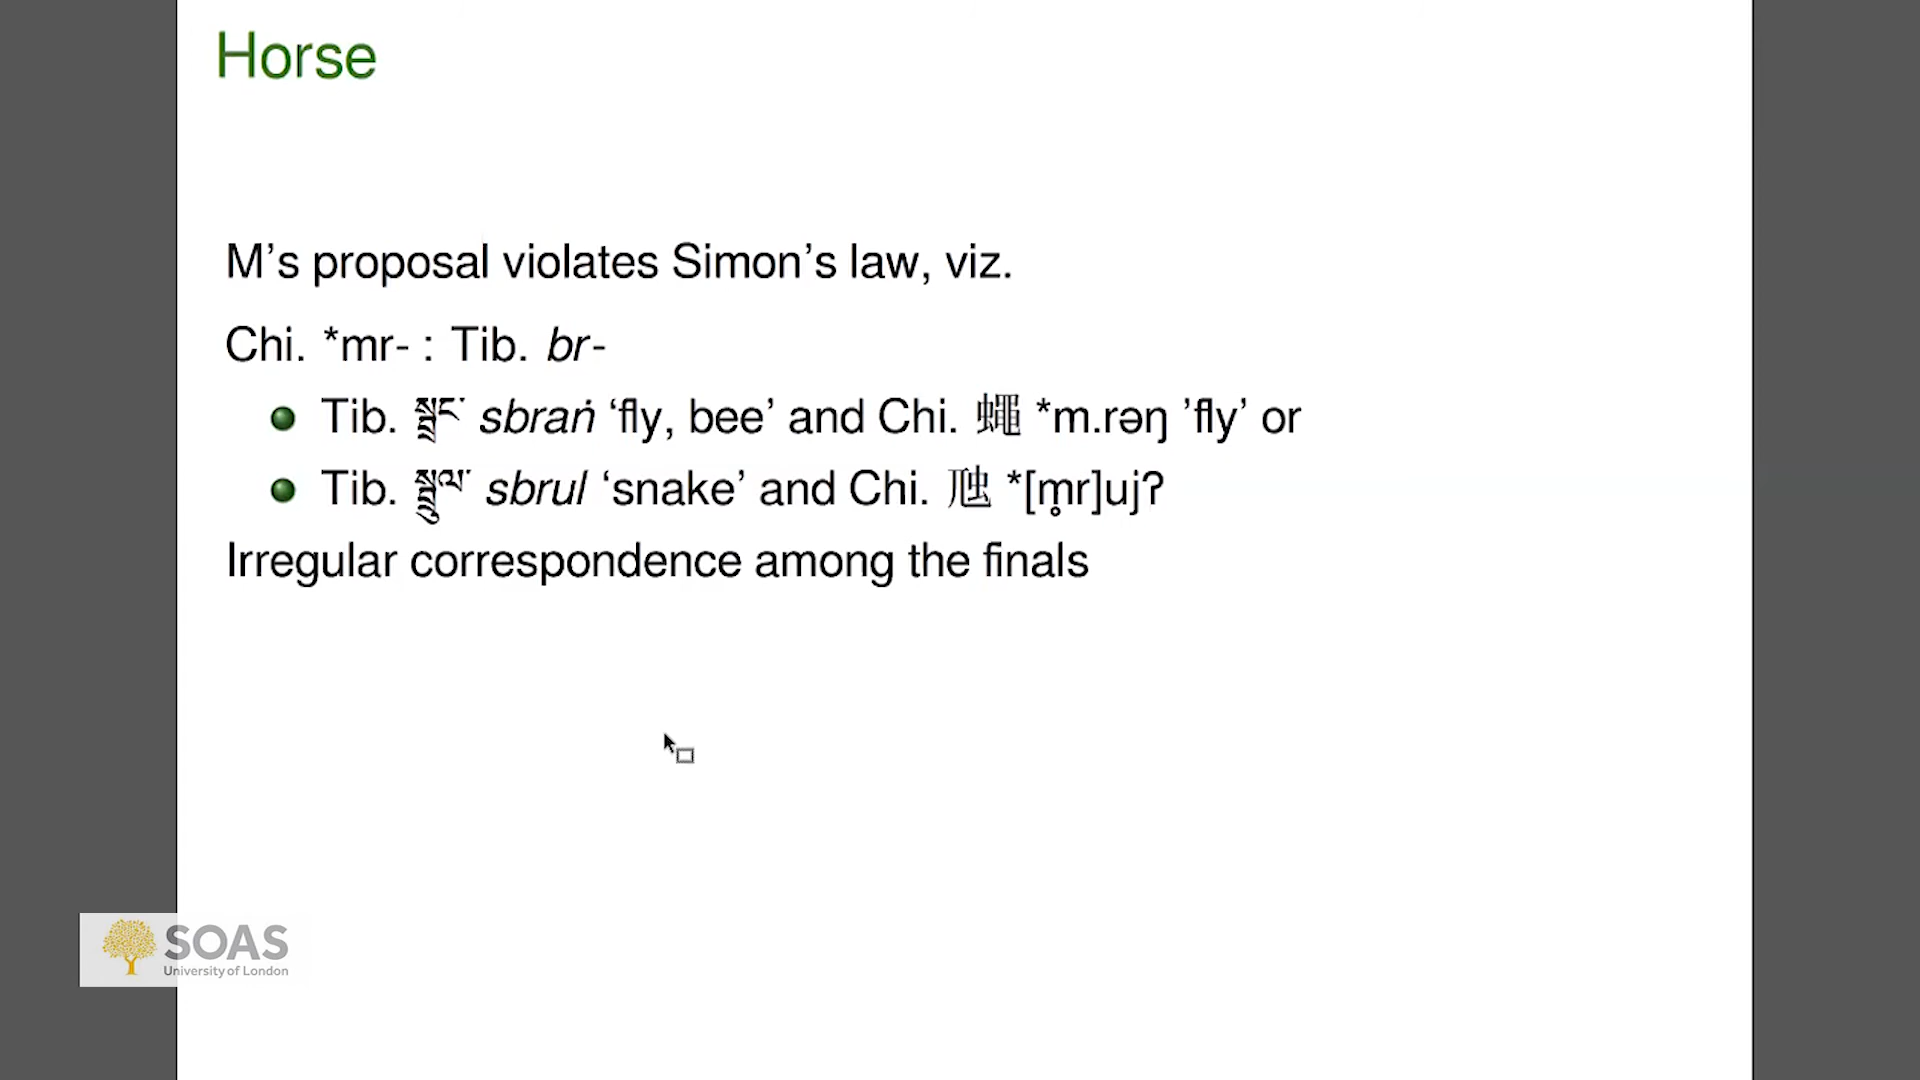 Horse
M’s proposal violates Simon’s law, viz.
Chi. *mr- : Tib. br-
Tib. སྦྲང་ sbraṅ ‘fly, bee’ and Chi. 蠅 *m.rəŋ ’fly’ or
Tib. སྦྲུལ་ sbrul ‘snake’ and Chi. 虺 *[m̥r]ujʔ
Irregular correspondence among the finals
SOAS
University of London